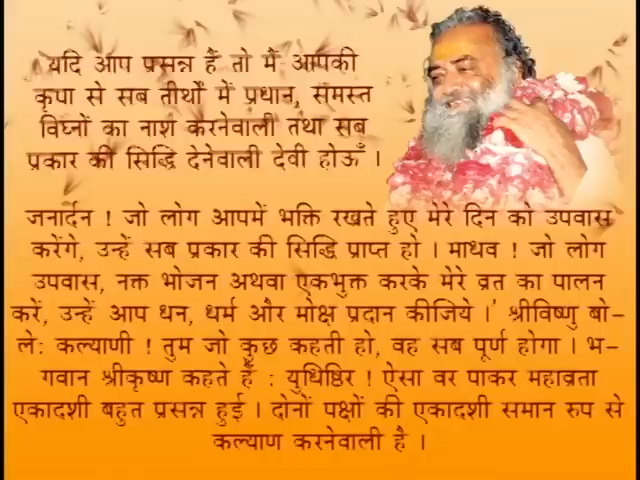 यदि आप प्रसन्न हैं तो मैं आपकी
कृपा से सब तीर्थों में प्रधान, समस्त
विघ्नों का नाश करनेवाली तथा सब
प्रकार की सिद्धि देनेवाली देवी होऊँ ।
जनार्दन ! जो लोग आपमें भक्ति रखते हुए मेरे दिन को उपवास
करेंगे, उन्हें सब प्रकार की सिद्धि प्राप्त हो । माधव ! जो लोग
उपवास, नक्त भोजन अथवा एकभुक्त करके मेरे व्रत का पालन
करें, उन्हें आप धन, धर्म और मोक्ष प्रदान कीजिये ।' श्रीविष्णु बो-
ले: कल्याणी ! तुम जो कुछ कहती हो, वह सब पूर्ण होगा । भ-
गवान श्रीकृष्ण कहते हैं : युधिष्ठिर ! ऐसा वर पाकर महाव्रता
एकादशी बहुत प्रसन्न हुई । दोनों पक्षों की एकादशी समान रुप से
कल्याण करनेवाली है ।